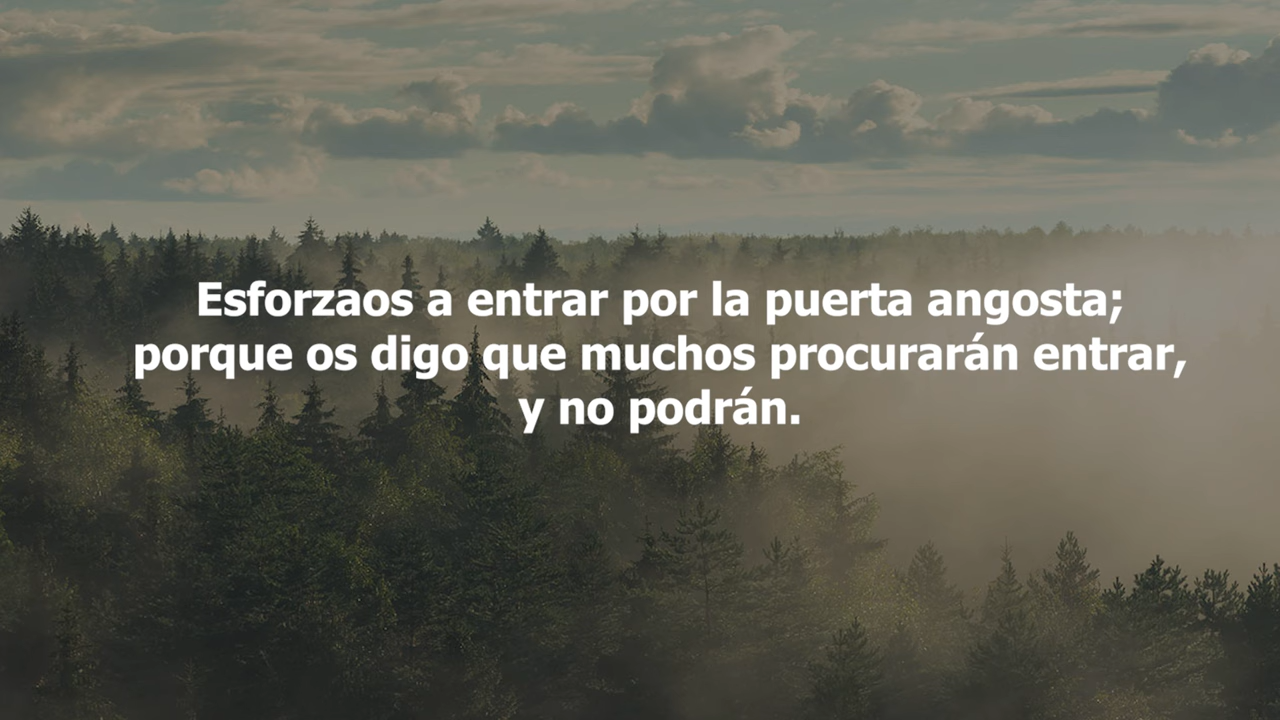 Esforzaos a entrar por la puerta angosta;
porque os digo que muchos procurarán entrar,
y no podrán.